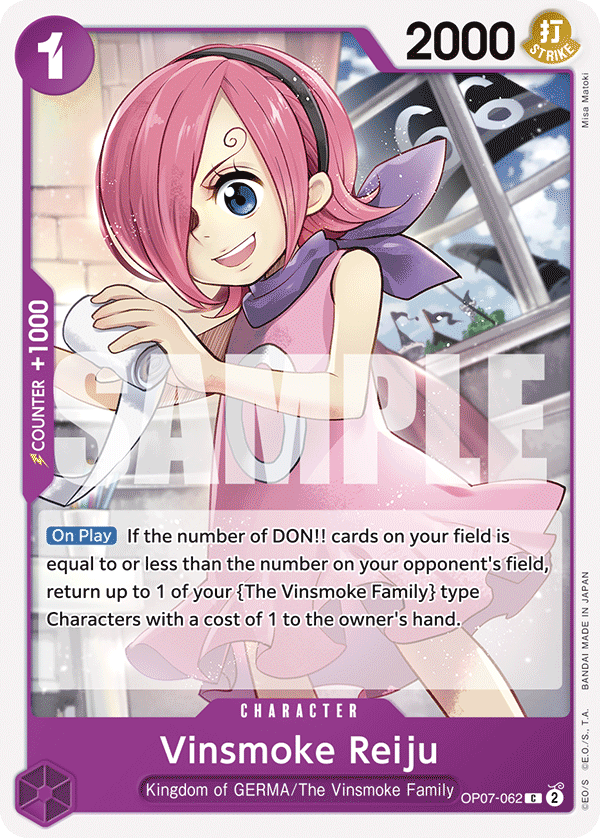 1
2000
打
STRIKE
Misa Matoki
66
COUNTER +1000
SAMPLE
On Play If the number of DON!! cards on your field is
equal to or less than the number on your opponent's field,
return up to 1 of your {The Vinsmoke Family} type
Characters with a cost of 1 to the owner's hand.
CHARACTER
Vinsmoke Reiju
Kingdom of GERMA/The Vinsmoke Family
OP07-062 C 2
©EO/S ©E.O./S., T.A. BANDAI MADE IN JAPAN